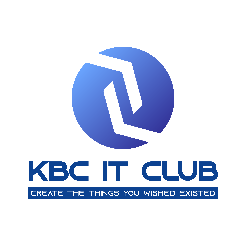 KBC IT CLUB
CREATE THE THINGS YOU WISHED EXISTED